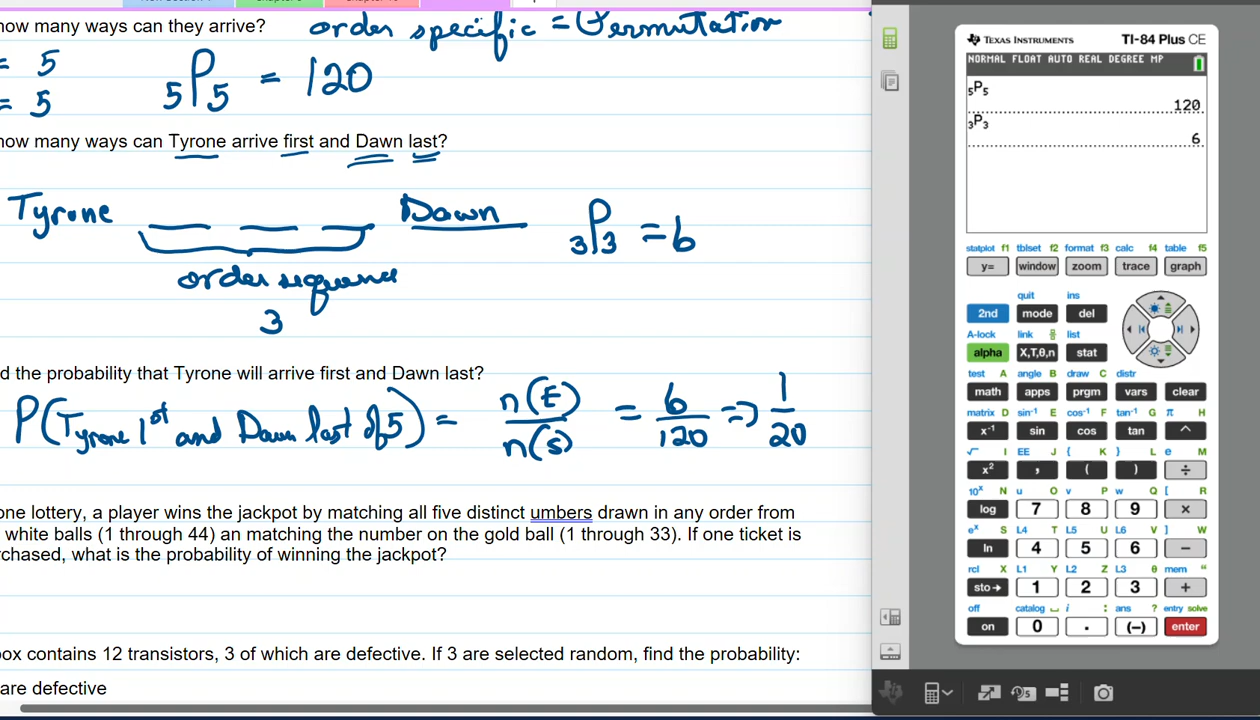 how many ways can they arrive?
order specific = Permutation
= 5
= 5
5P5 = 120
how many ways can Tyrone arrive first and Dawn last?
Tyrone ___ ___ ___ Dawn
3P3 = 6
order sequence
3
d the probability that Tyrone will arrive first and Dawn last?
P(Tyrone 1st and Dawn last of 5) = n(E)/n(S) = 6/120 => 1/20
one lottery, a player wins the jackpot by matching all five distinct umbers drawn in any order from
white balls (1 through 44) an matching the number on the gold ball (1 through 33). If one ticket is
rchased, what is the probability of winning the jackpot?
box contains 12 transistors, 3 of which are defective. If 3 are selected random, find the probability:
are defective
TEXAS INSTRUMENTS TI-84 Plus CE
NORMAL FLOAT AUTO REAL DEGREE MP
5P5
120
3P3
6
statplot f1 tblset f2 format f3 calc f4 table f5
y= window zoom trace graph
quit ins
2nd mode del
A-lock link list
alpha X,T,θ,n stat
test A angle B draw C distr
math apps prgm vars clear
matrix D sin⁻¹ E cos⁻¹ F tan⁻¹ G π H
x⁻¹ sin cos tan ^
√ I EE J { K } L e M
x² , ( ) ÷
10ˣ N u O v P w Q [ R
log 7 8 9 ×
eˣ S L4 T L5 U L6 V ] W
ln 4 5 6 −
rcl X L1 Y L2 Z L3 θ mem "
sto→ 1 2 3 +
off catalog i : ans ? entry solve
on 0 . (−) enter